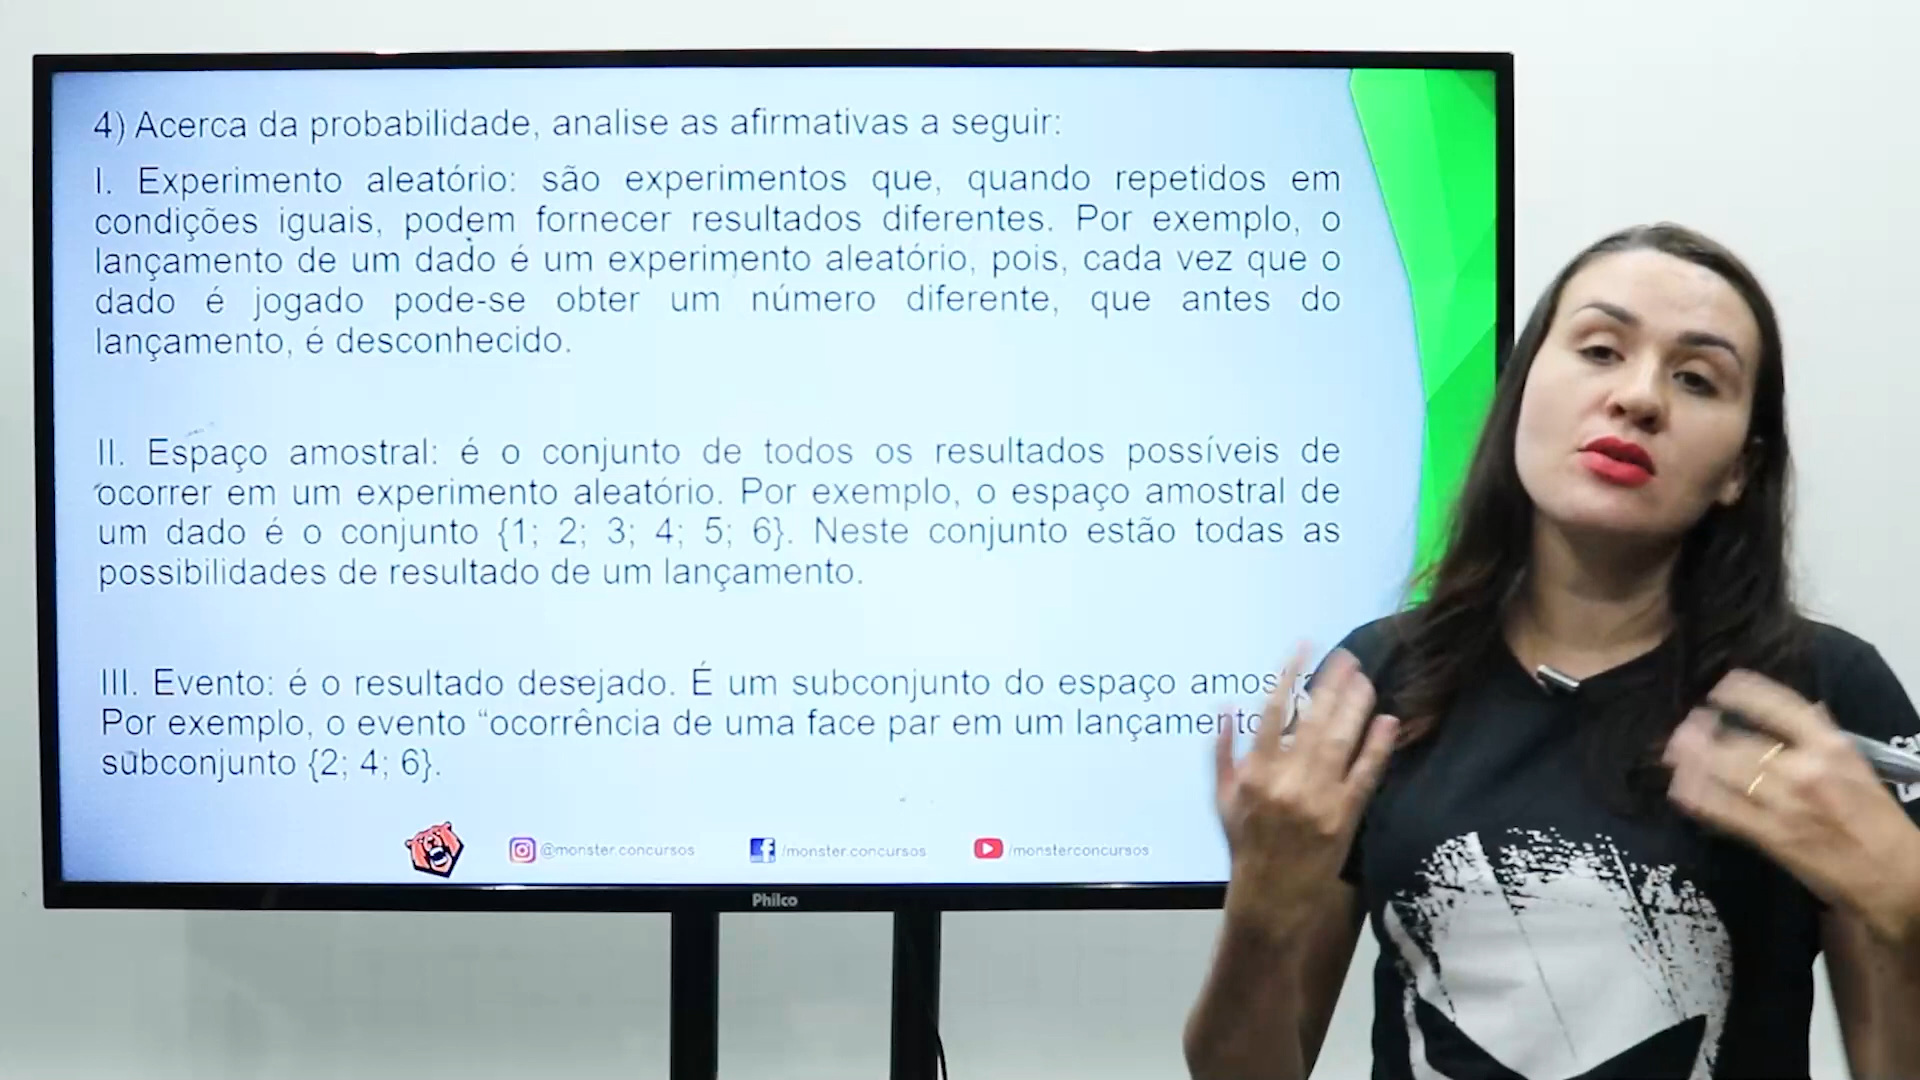 4) Acerca da probabilidade, analise as afirmativas a seguir:
I. Experimento aleatório: são experimentos que, quando repetidos em
condições iguais, podem fornecer resultados diferentes. Por exemplo, o
lançamento de um dado é um experimento aleatório, pois, cada vez que o
dado é jogado pode-se obter um número diferente, que antes do
lançamento, é desconhecido.
II. Espaço amostral: é o conjunto de todos os resultados possíveis de
ocorrer em um experimento aleatório. Por exemplo, o espaço amostral de
um dado é o conjunto {1; 2; 3; 4; 5; 6}. Neste conjunto estão todas as
possibilidades de resultado de um lançamento.
III. Evento: é o resultado desejado. É um subconjunto do espaço
Por exemplo, o evento “ocorrência de uma face par em um lançamento
subconjunto {2; 4; 6}.
@monster.concursos /monster.concursos /monsterconcursos
Philco